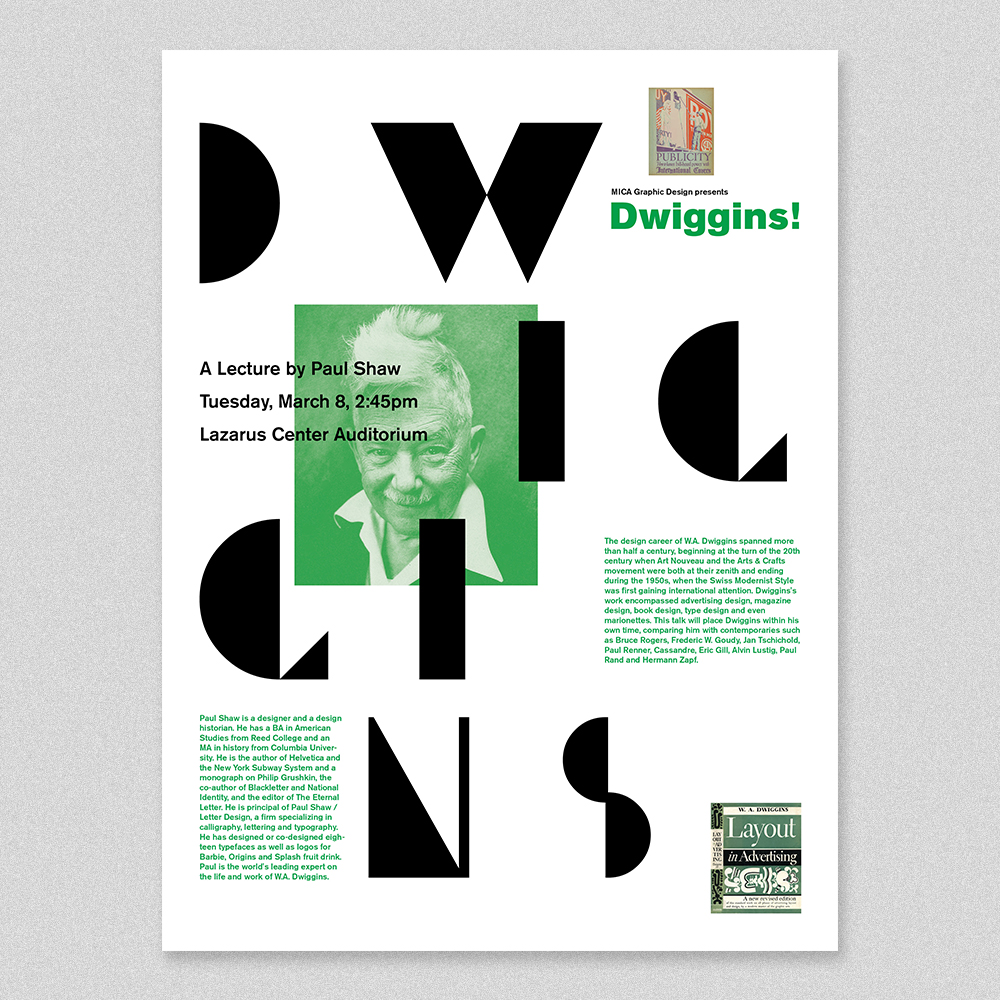 D W
I G
G I
N S
PUBLICITY
International Covers
MICA Graphic Design presents
Dwiggins!
A Lecture by Paul Shaw
Tuesday, March 8, 2:45pm
Lazarus Center Auditorium
The design career of W.A. Dwiggins spanned more
than half a century, beginning at the turn of the 20th
century when Art Nouveau and the Arts & Crafts
movement were both at their zenith and ending
during the 1950s, when the Swiss Modernist Style
was first gaining international attention. Dwiggins's
work encompassed advertising design, magazine
design, book design, type design and even
marionettes. This talk will place Dwiggins within his
own time, comparing him with contemporaries such
as Bruce Rogers, Frederic W. Goudy, Jan Tschichold,
Paul Renner, Cassandre, Eric Gill, Alvin Lustig, Paul
Rand and Hermann Zapf.
Paul Shaw is a designer and a design
historian. He has a BA in American
Studies from Reed College and an
MA in history from Columbia Univer-
sity. He is the author of Helvetica and
the New York Subway System and a
monograph on Philip Grushkin, the
co-author of Blackletter and National
Identity, and the editor of The Eternal
Letter. He is principal of Paul Shaw /
Letter Design, a firm specializing in
calligraphy, lettering and typography.
He has designed or co-designed eigh-
teen typefaces as well as logos for
Barbie, Origins and Splash fruit drink.
Paul is the world's leading expert on
the life and work of W.A. Dwiggins.
W. A. DWIGGINS
Layout
in Advertising
A new revised edition